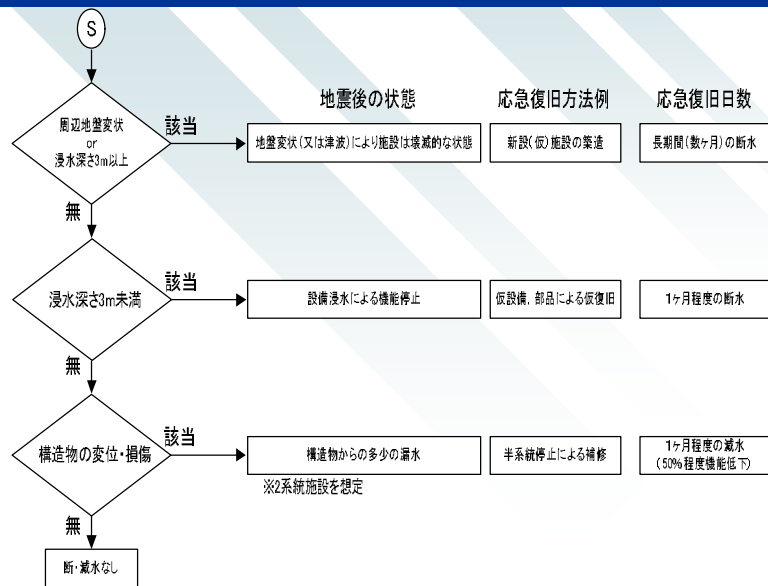 S
地震後の状態 応急復旧方法例 応急復旧日数
周辺地盤変状
or
浸水深さ3m以上
該当
地盤変状(又は津波)により施設は壊滅的な状態
新設(仮)施設の築造
長期間(数ヶ月)の断水
無
浸水深さ3m未満
該当
設備浸水による機能停止
仮設備,部品による仮復旧
1ヶ月程度の断水
無
構造物の変位・損傷
該当
構造物からの多少の漏水
半系統停止による補修
1ヶ月程度の減水
(50%程度機能低下)
※2系統施設を想定
無
断・減水なし